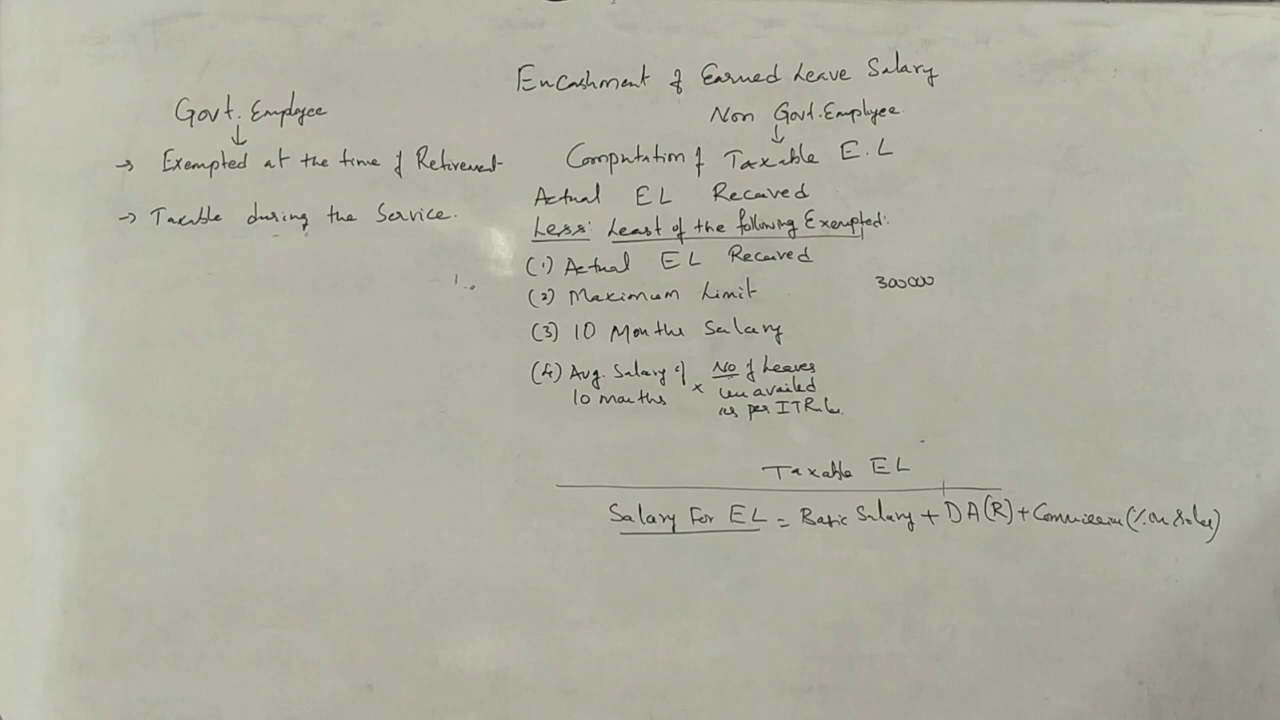 Encashment of Earned Leave Salary
Govt. Employee
→ Exempted at the time of Retirement
→ Taxable during the Service.
Non Govt. Employee.
Computation of Taxable E.L
Actual EL Received
Less: Least of the following Exempted:
(1) Actual EL Received
(2) Maximum Limit 300000
(3) 10 Months Salary
(4) Avg. Salary of 10 months × No of Leaves unavailed as per IT Rules.
Taxable EL
Salary For EL = Basic Salary + DA(R) + Commission (% on Sales)